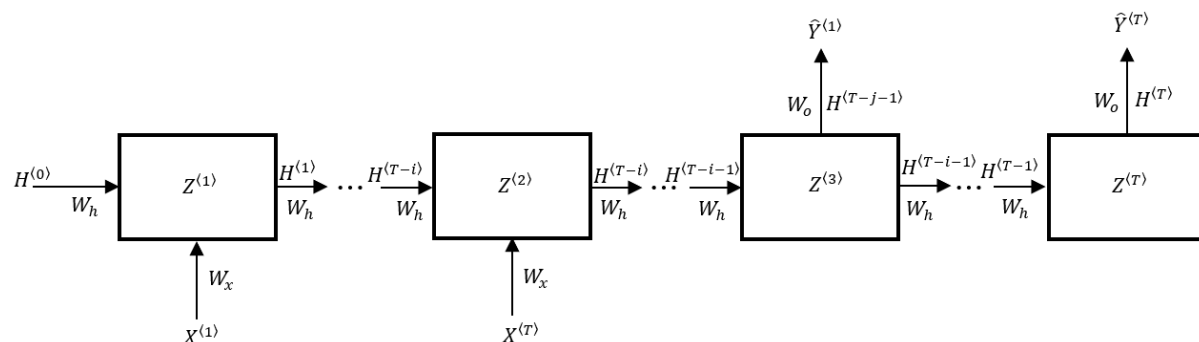 Ŷ⟨1⟩ Ŷ⟨T⟩
W_o H⟨T−j−1⟩ W_o H⟨T⟩
H⟨0⟩ Z⟨1⟩ H⟨1⟩ ... H⟨T−i⟩ Z⟨2⟩ H⟨T−i⟩ ... H⟨T−i−1⟩ Z⟨3⟩ H⟨T−i−1⟩ ... H⟨T−1⟩ Z⟨T⟩
W_h W_h W_h W_h W_h W_h W_h
W_x W_x
X⟨1⟩ X⟨T⟩